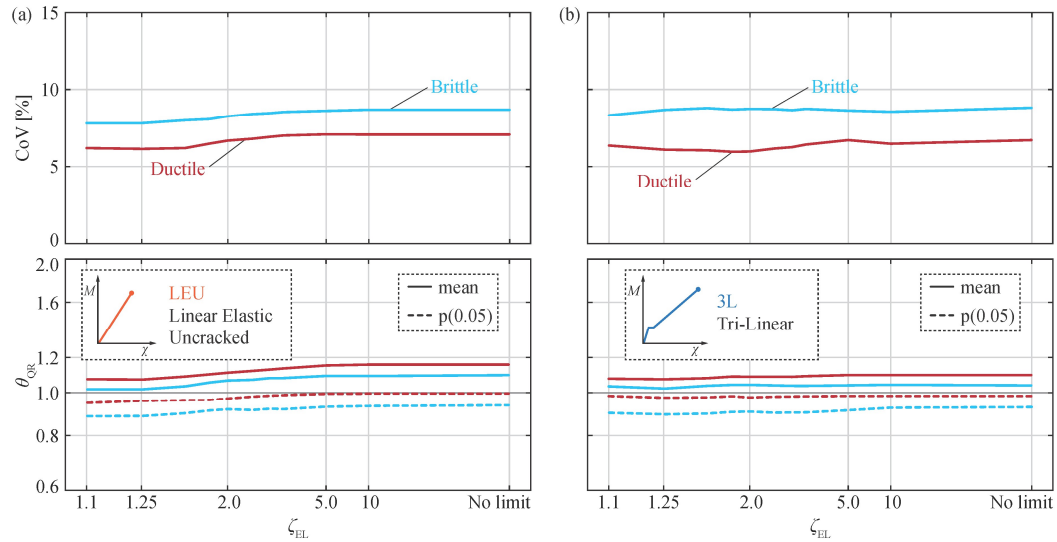 (a)
15
10
5
0
CoV [%]
Brittle
Ductile
(b)
Brittle
Ductile
2.0
1.6
1.2
1.0
0.8
0.6
θQR
M
χ
LEU
Linear Elastic
Uncracked
mean
p(0.05)
1.1 1.25 2.0 5.0 10 No limit
ζEL
M
χ
3L
Tri-Linear
mean
p(0.05)
1.1 1.25 2.0 5.0 10 No limit
ζEL